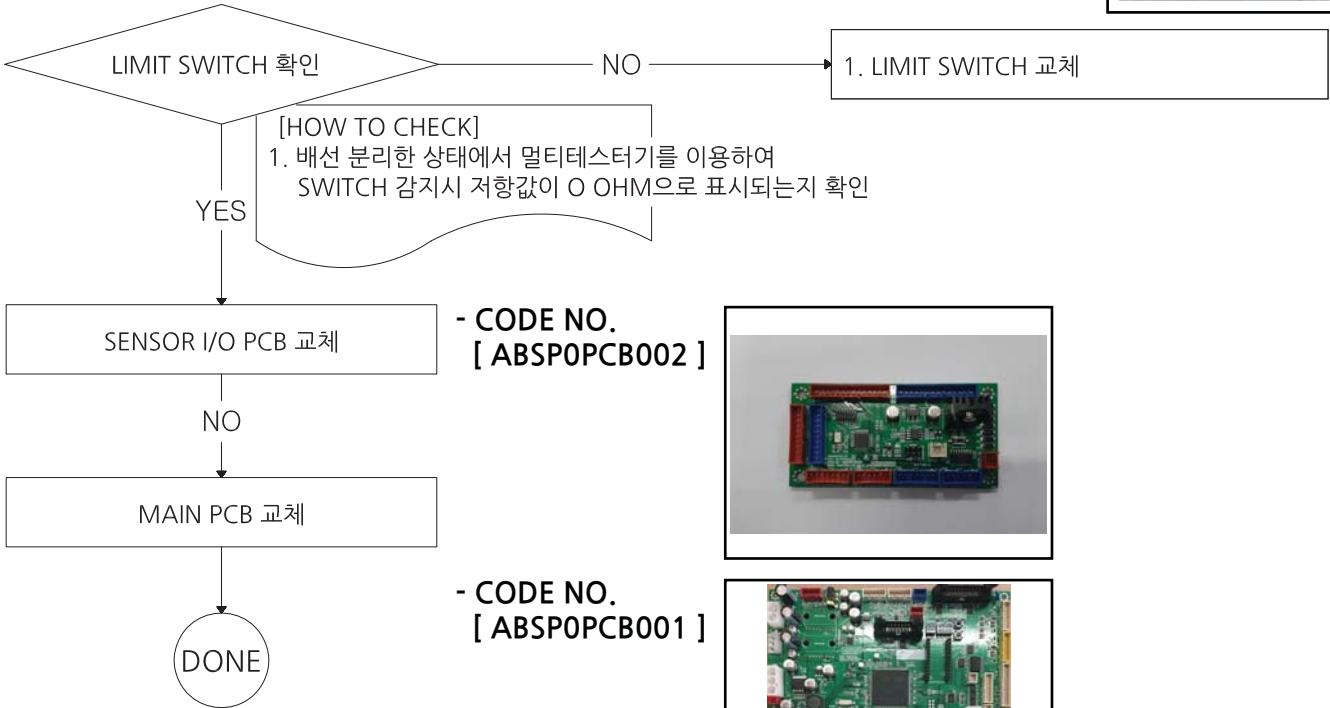 LIMIT SWITCH 확인
NO
1. LIMIT SWITCH 교체
[HOW TO CHECK]
1. 배선 분리한 상태에서 멀티테스터기를 이용하여
SWITCH 감지시 저항값이 O OHM으로 표시되는지 확인
YES
SENSOR I/O PCB 교체
- CODE NO.
[ ABSP0PCB002 ]
NO
MAIN PCB 교체
- CODE NO.
[ ABSP0PCB001 ]
DONE